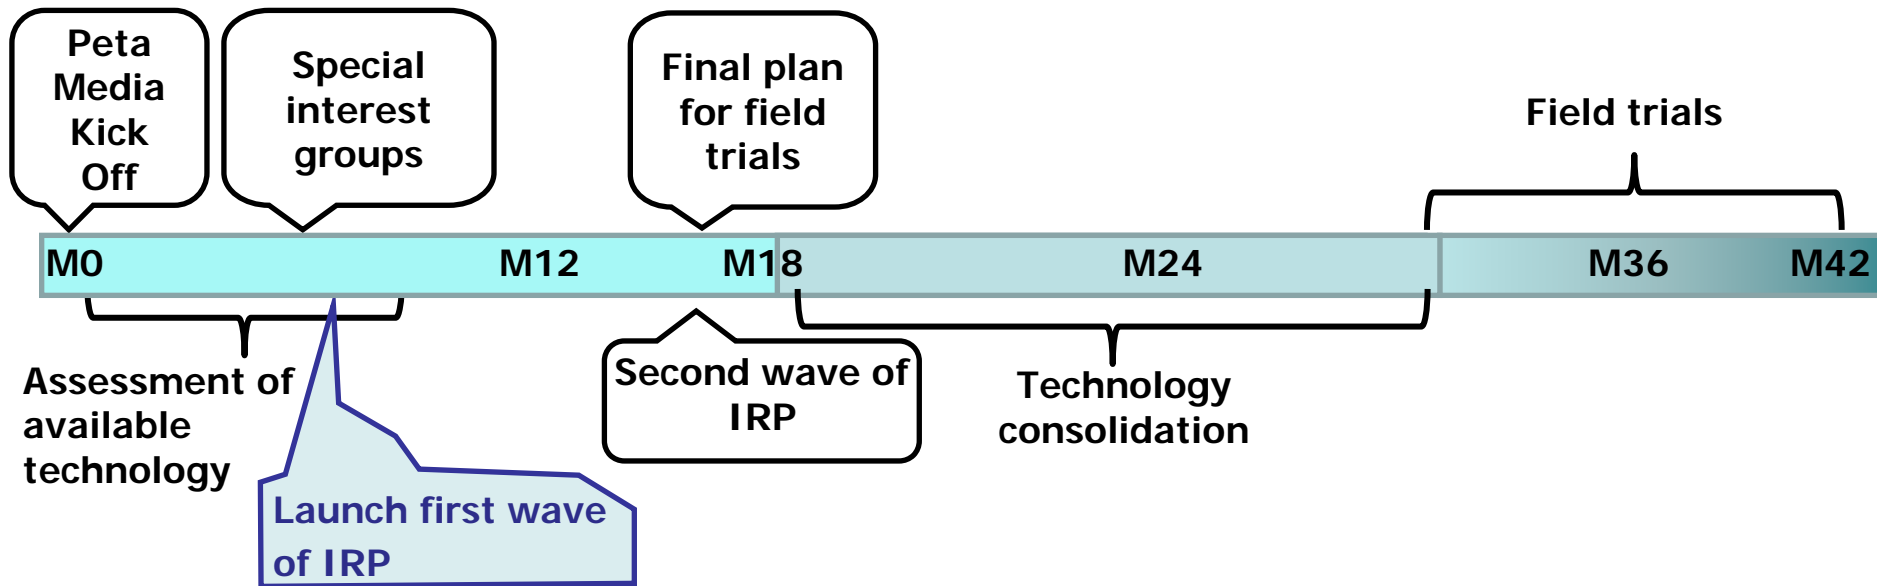 Peta
Media
Kick
Off
Special
interest
groups
Final plan
for field
trials
Field trials
M0
M12
M18
M24
M36
M42
Assessment of
available
technology
Launch first wave
of IRP
Second wave of
IRP
Technology
consolidation